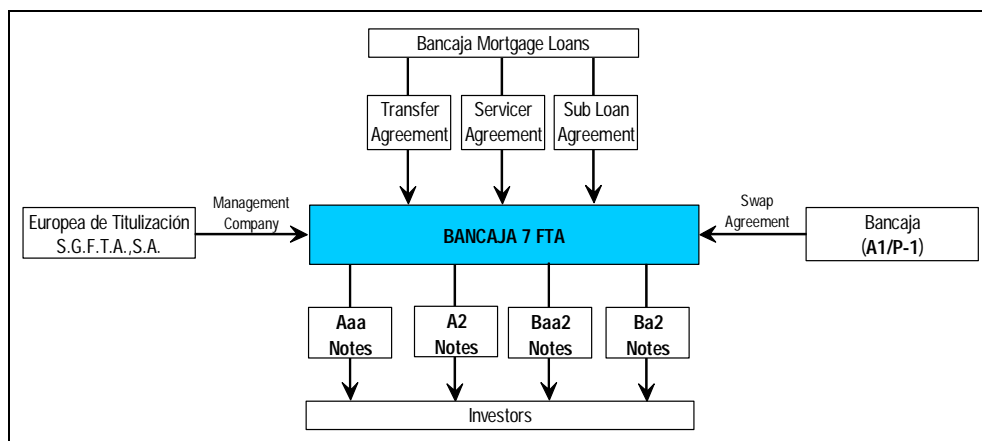 Bancaja Mortgage Loans
Transfer
Agreement
Servicer
Agreement
Sub Loan
Agreement
Europea de Titulización
S.G.F.T.A.,S.A.
Management
Company
BANCAJA 7 FTA
Swap
Agreement
Bancaja
(A1/P-1)
Aaa
Notes
A2
Notes
Baa2
Notes
Ba2
Notes
Investors